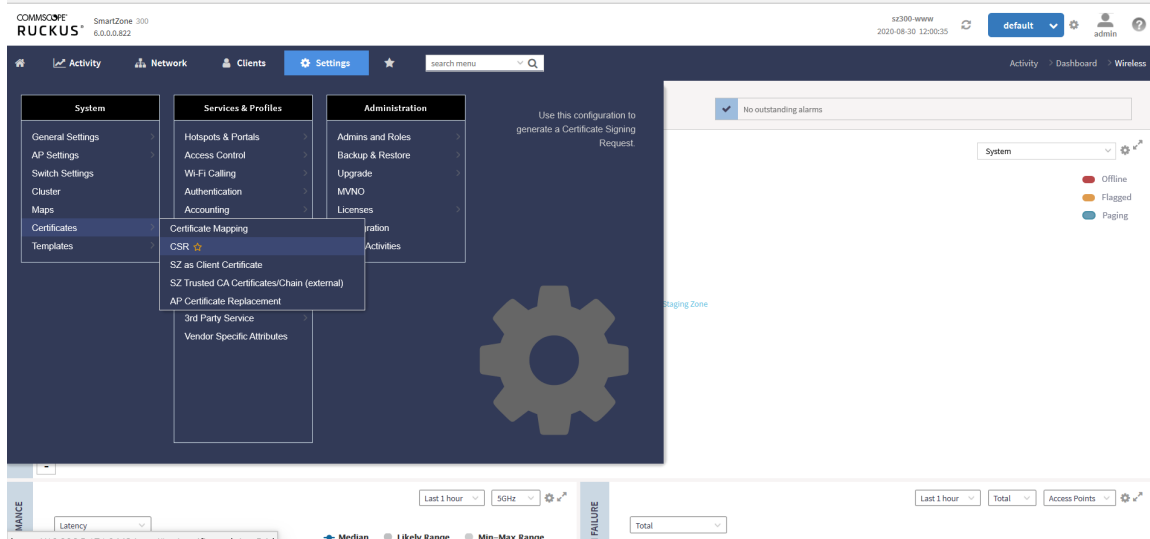 COMMSCOPE
RUCKUS
SmartZone 300
6.0.0.0.822
sz300-www
2020-08-30 12:00:35
default
admin
Activity
Network
Clients
Settings
search menu
Activity > Dashboard > Wireless
System
General Settings
AP Settings
Switch Settings
Cluster
Maps
Certificates
Templates
Services & Profiles
Hotspots & Portals
Access Control
Wi-Fi Calling
Authentication
Accounting
Certificate Mapping
CSR
SZ as Client Certificate
SZ Trusted CA Certificates/Chain (external)
AP Certificate Replacement
3rd Party Service
Vendor Specific Attributes
Administration
Admins and Roles
Backup & Restore
Upgrade
MVNO
Licenses
ration
Activities
Use this configuration to
generate a Certificate Signing
Request.
No outstanding alarms
System
Offline
Flagged
Paging
Staging Zone
MANCE
Last 1 hour
5GHz
Latency
Median
Likely Range
Min-Max Range
FAILURE
Last 1 hour
Total
Access Points
Total